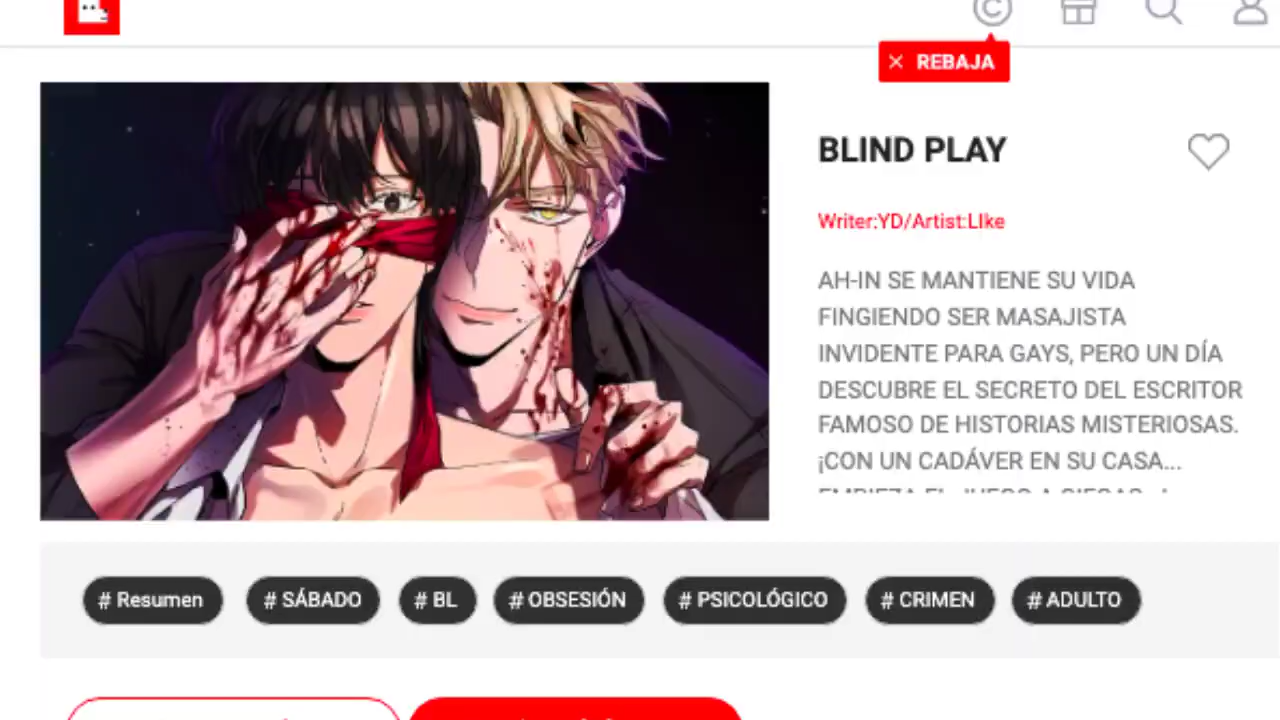 REBAJA
BLIND PLAY
Writer:YD/Artist:LIke
AH-IN SE MANTIENE SU VIDA
FINGIENDO SER MASAJISTA
INVIDENTE PARA GAYS, PERO UN DÍA
DESCUBRE EL SECRETO DEL ESCRITOR
FAMOSO DE HISTORIAS MISTERIOSAS.
¡CON UN CADÁVER EN SU CASA...
# Resumen # SÁBADO # BL # OBSESIÓN # PSICOLÓGICO # CRIMEN # ADULTO